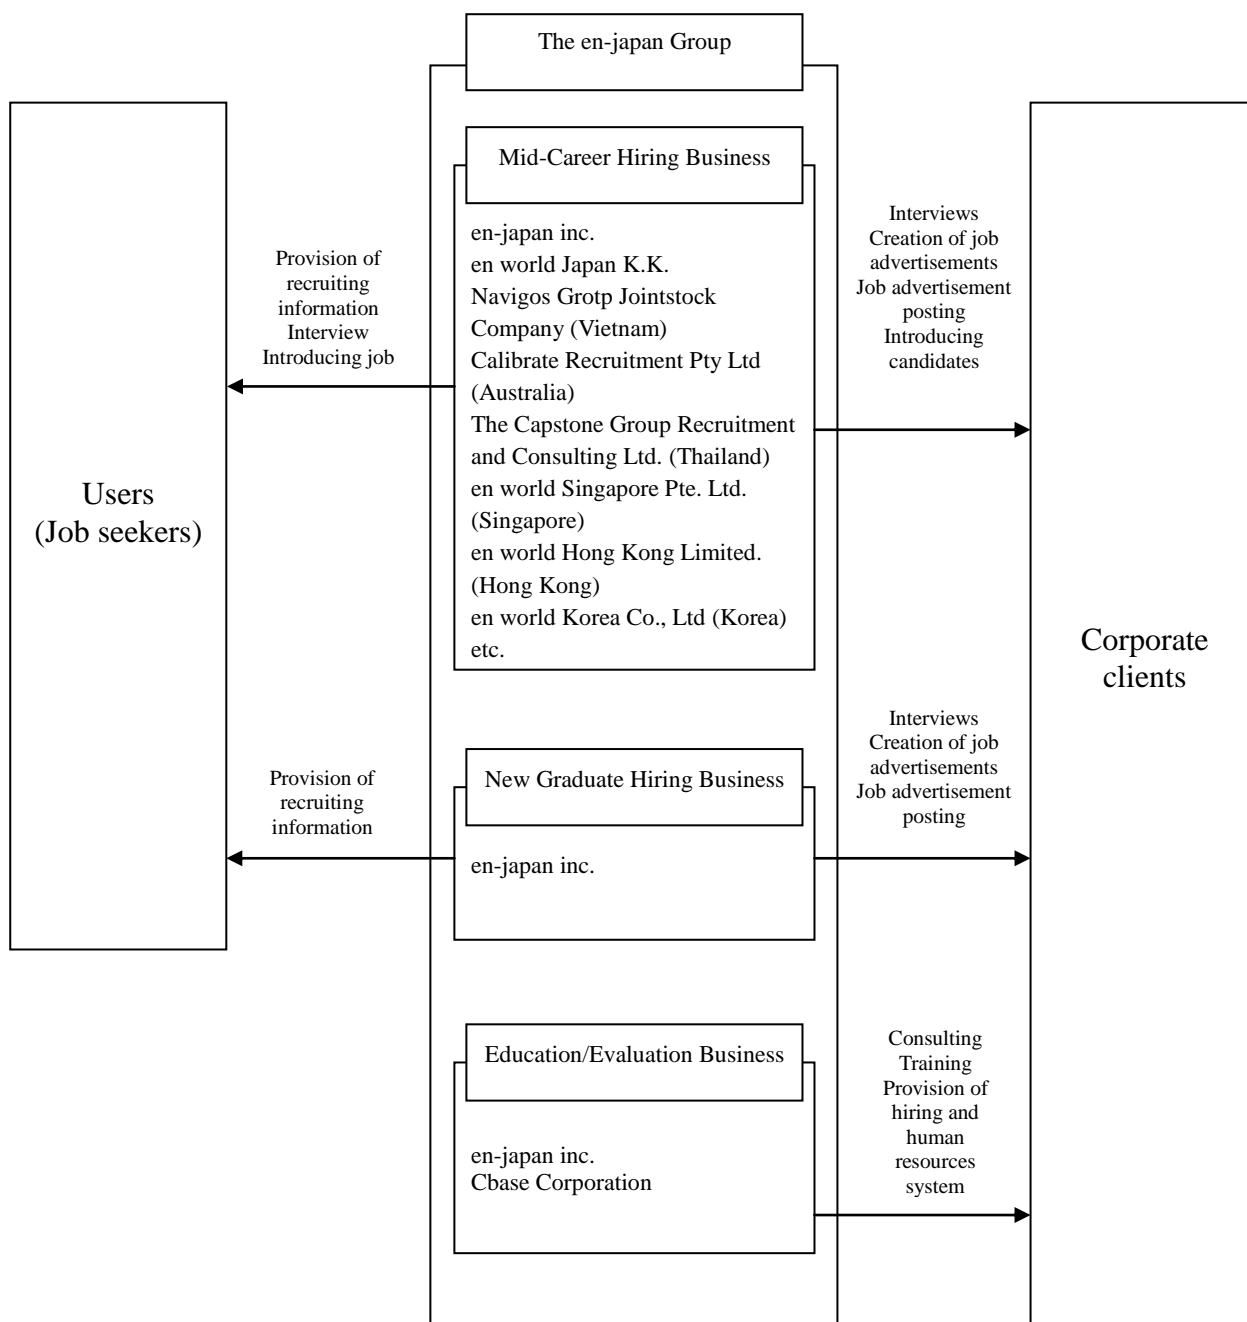 The en-japan Group
Mid-Career Hiring Business
en-japan inc.
en world Japan K.K.
Navigos Grotp Jointstock
Company (Vietnam)
Calibrate Recruitment Pty Ltd
(Australia)
The Capstone Group Recruitment
and Consulting Ltd. (Thailand)
en world Singapore Pte. Ltd.
(Singapore)
en world Hong Kong Limited.
(Hong Kong)
en world Korea Co., Ltd (Korea)
etc.
Provision of
recruiting
information
Interview
Introducing job
Interviews
Creation of job
advertisements
Job advertisement
posting
Introducing
candidates
Users
(Job seekers)
Corporate
clients
New Graduate Hiring Business
en-japan inc.
Provision of
recruiting
information
Interviews
Creation of job
advertisements
Job advertisement
posting
Education/Evaluation Business
en-japan inc.
Cbase Corporation
Consulting
Training
Provision of
hiring and
human
resources
system